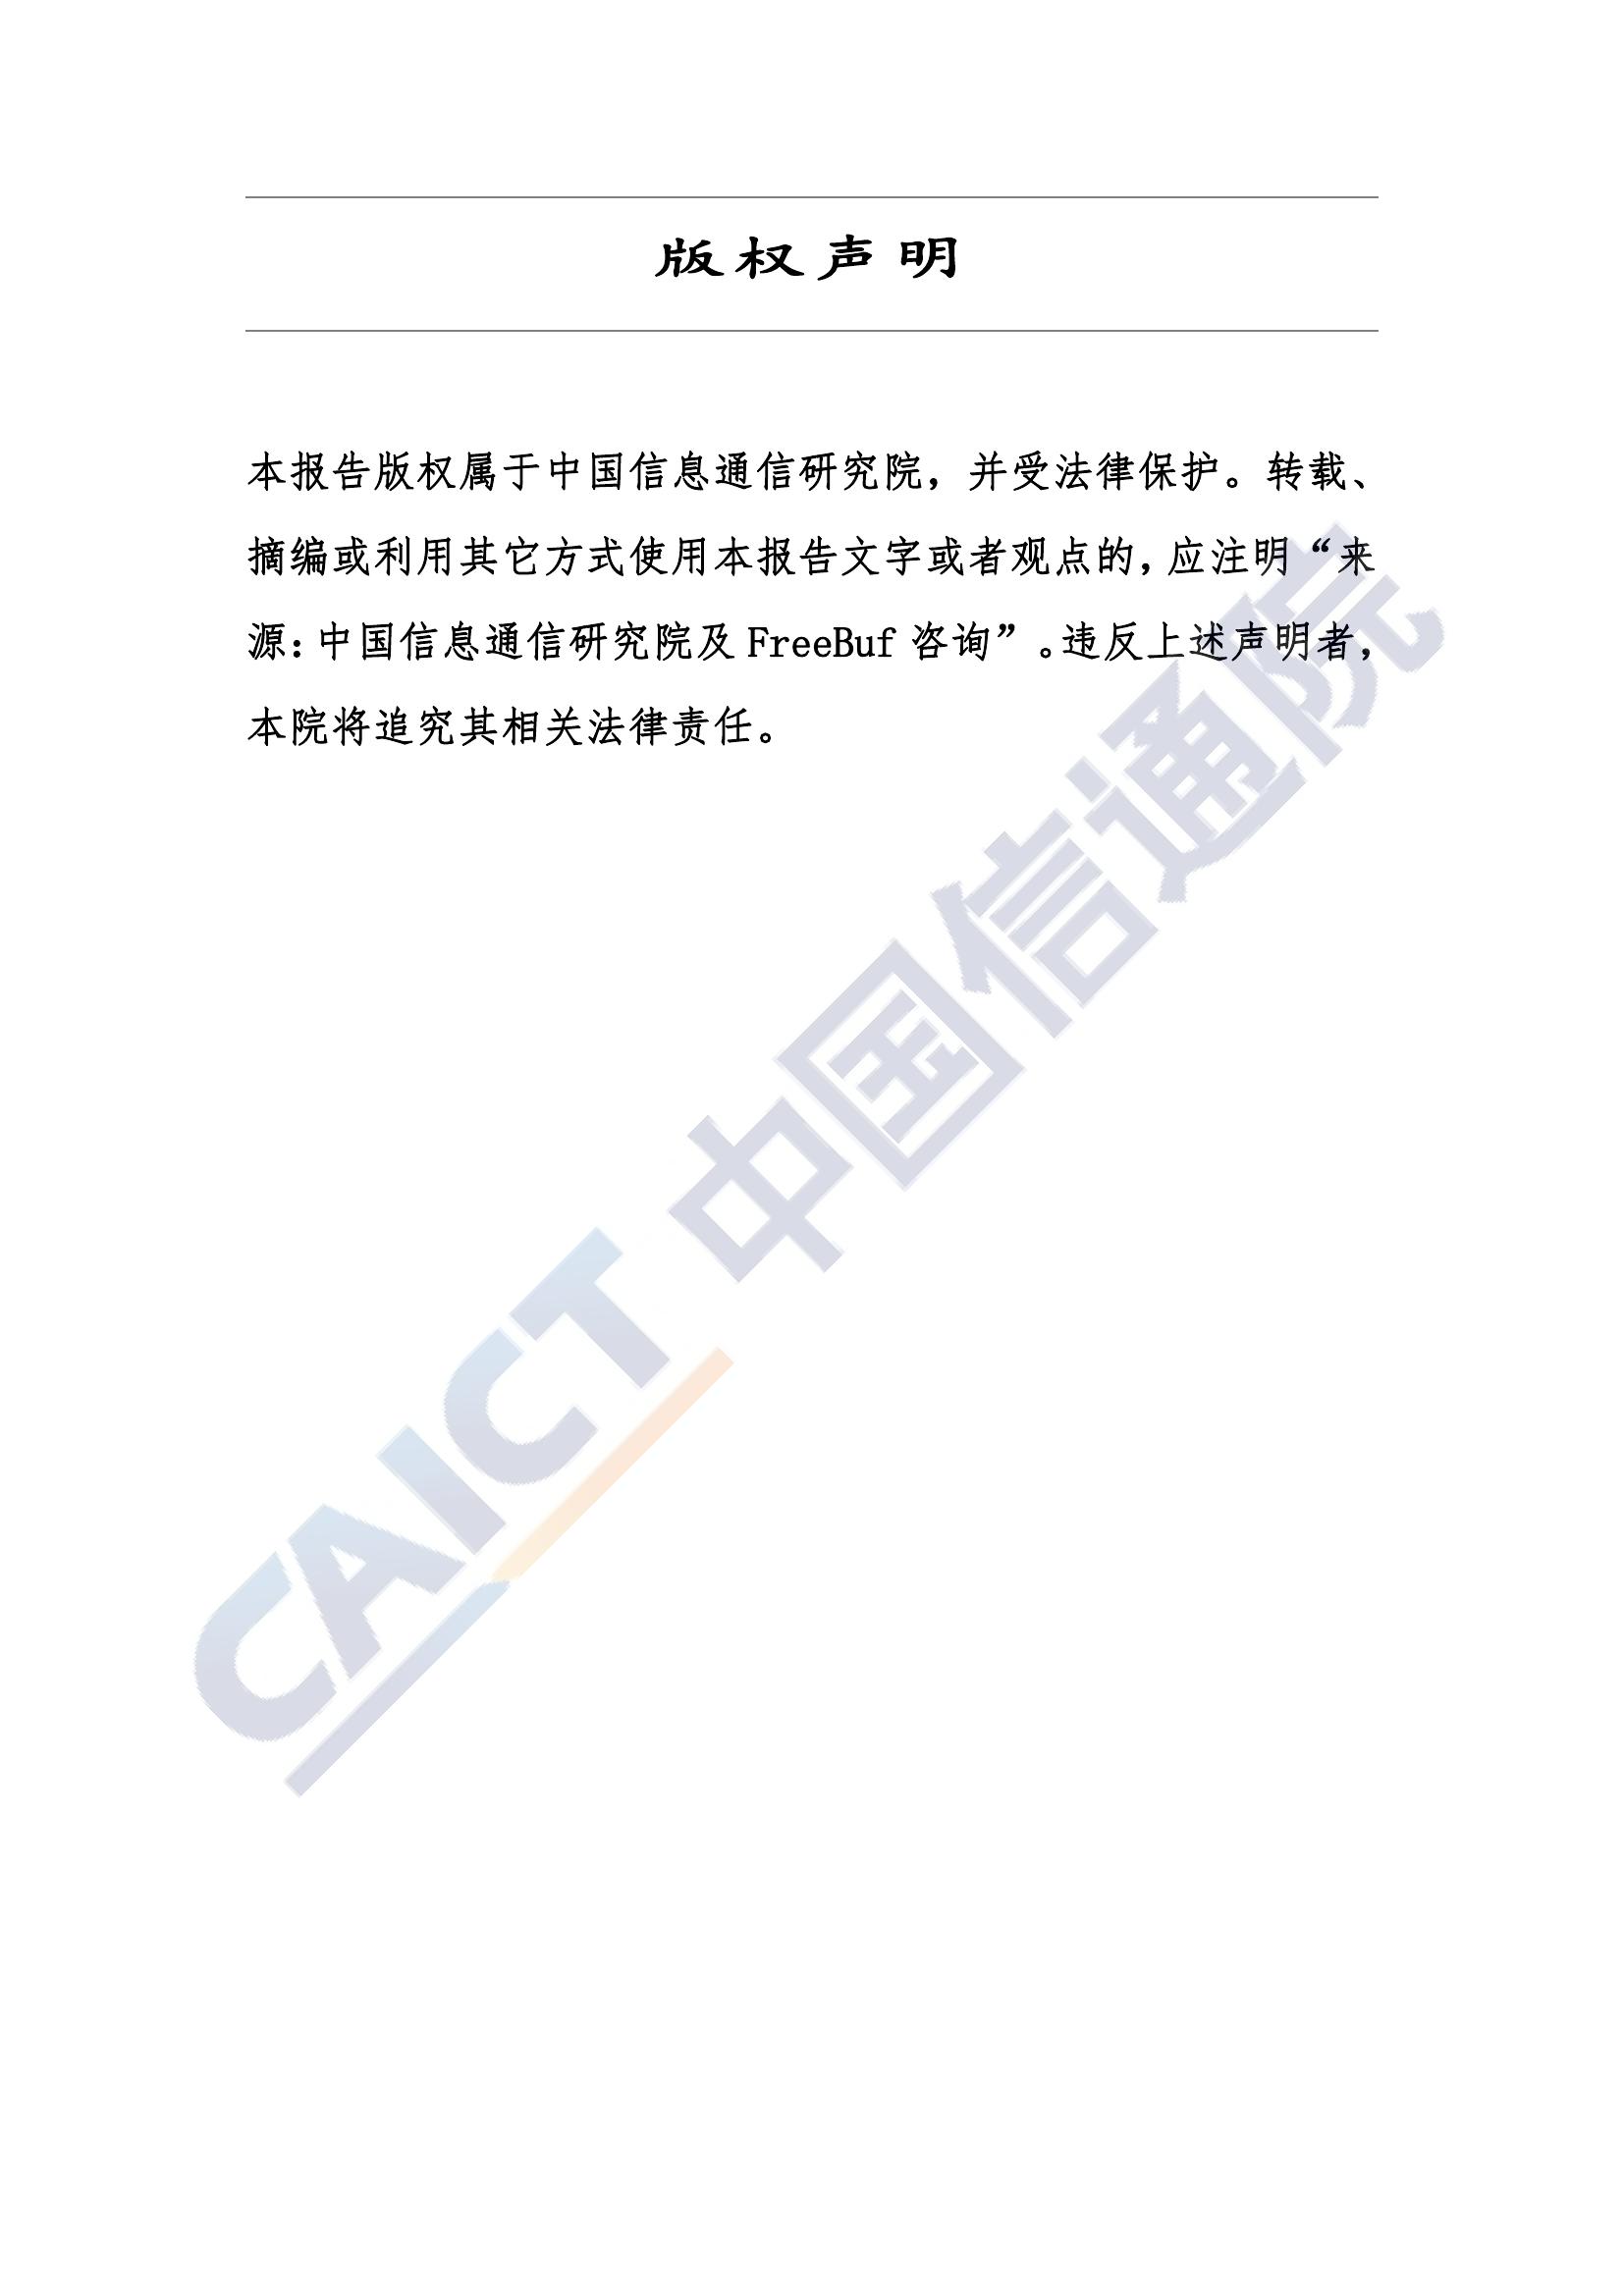 版权声明
本报告版权属于中国信息通信研究院，并受法律保护。转载、
摘编或利用其它方式使用本报告文字或者观点的，应注明“来
源：中国信息通信研究院及 FreeBuf 咨询”。违反上述声明者，
本院将追究其相关法律责任。
CAICT 中国信通院